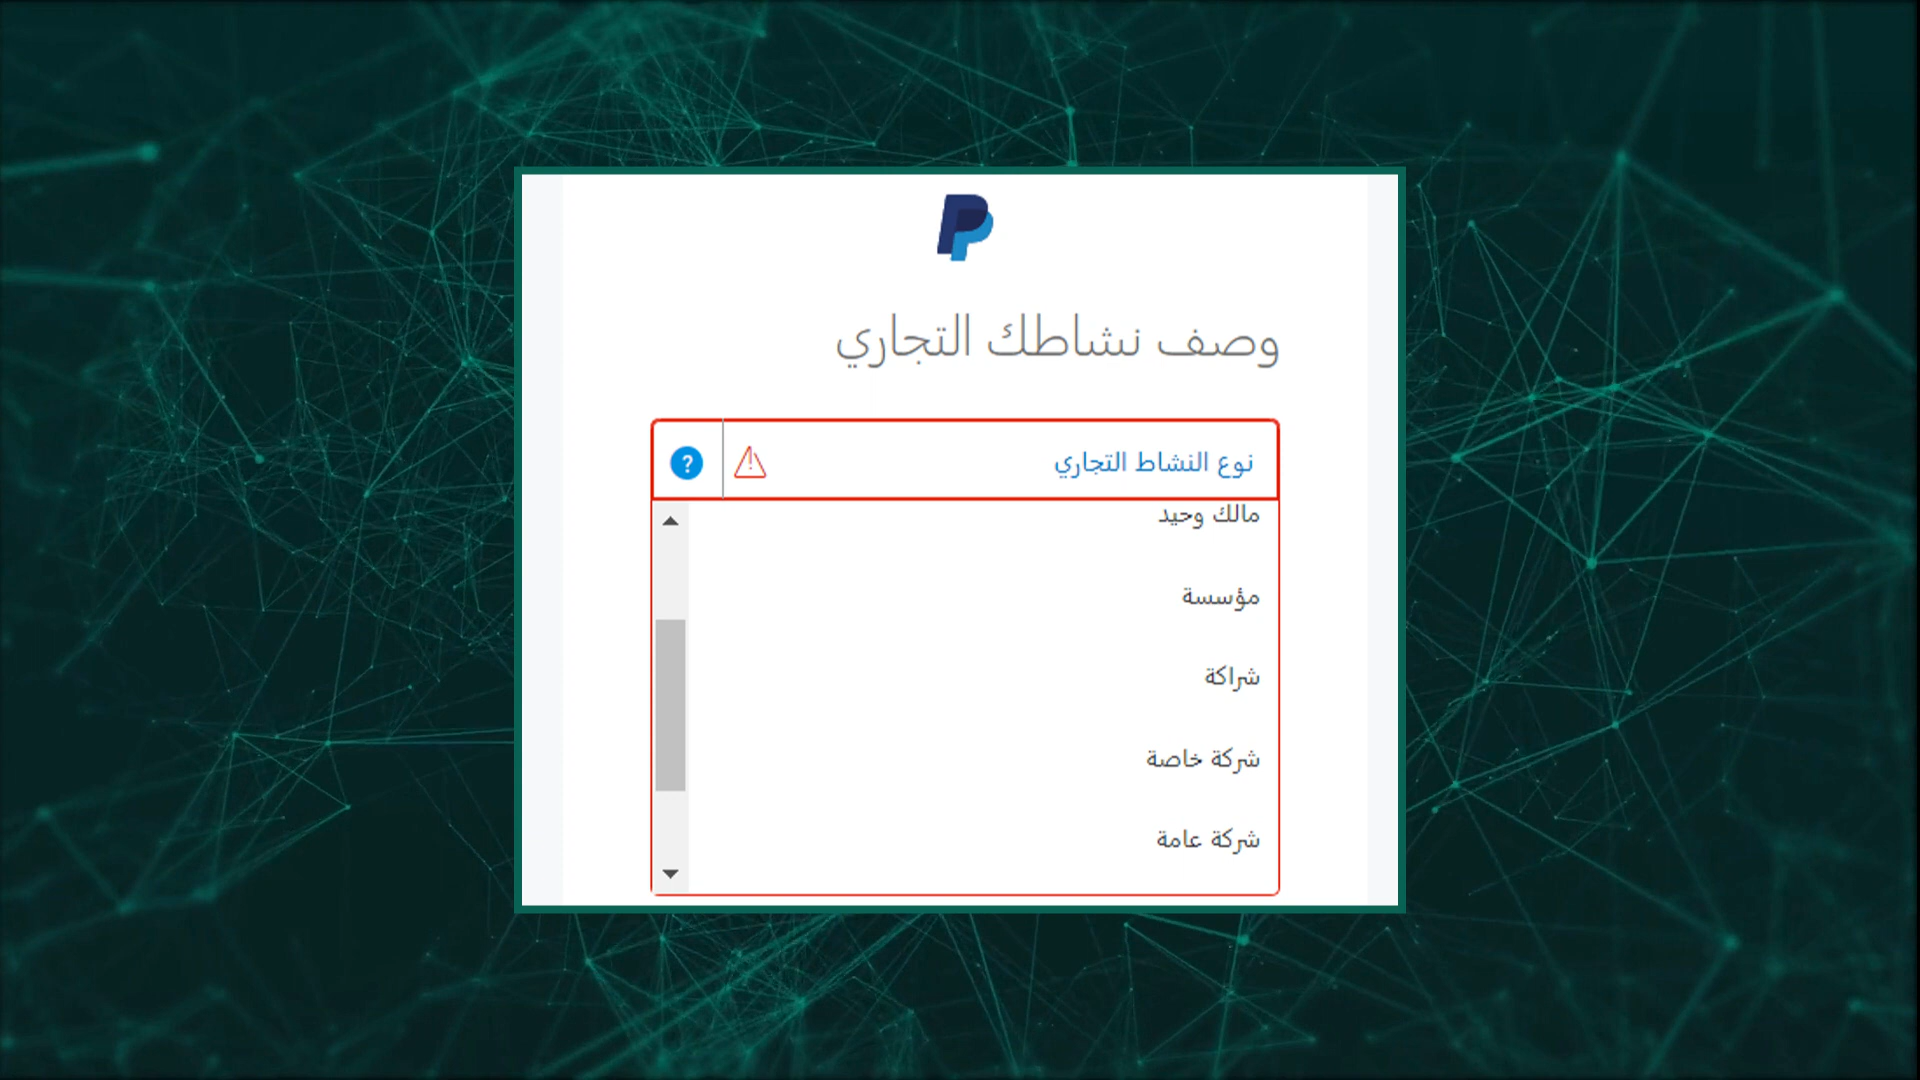 وصف نشاطك التجاري
نوع النشاط التجاري
مالك وحيد
مؤسسة
شراكة
شركة خاصة
شركة عامة